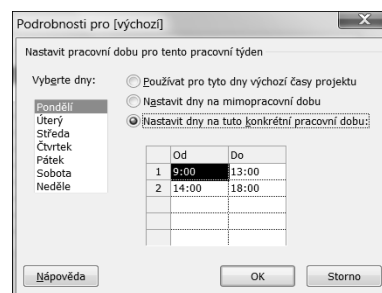 Podrobnosti pro [výchozí]
Nastavit pracovní dobu pro tento pracovní týden
Vyberte dny:
Pondělí
Úterý
Středa
Čtvrtek
Pátek
Sobota
Neděle
Používat pro tyto dny výchozí časy projektu
Nastavit dny na mimopracovní dobu
Nastavit dny na tuto konkrétní pracovní dobu:
Od Do
1 9:00 13:00
2 14:00 18:00
Nápověda OK Storno